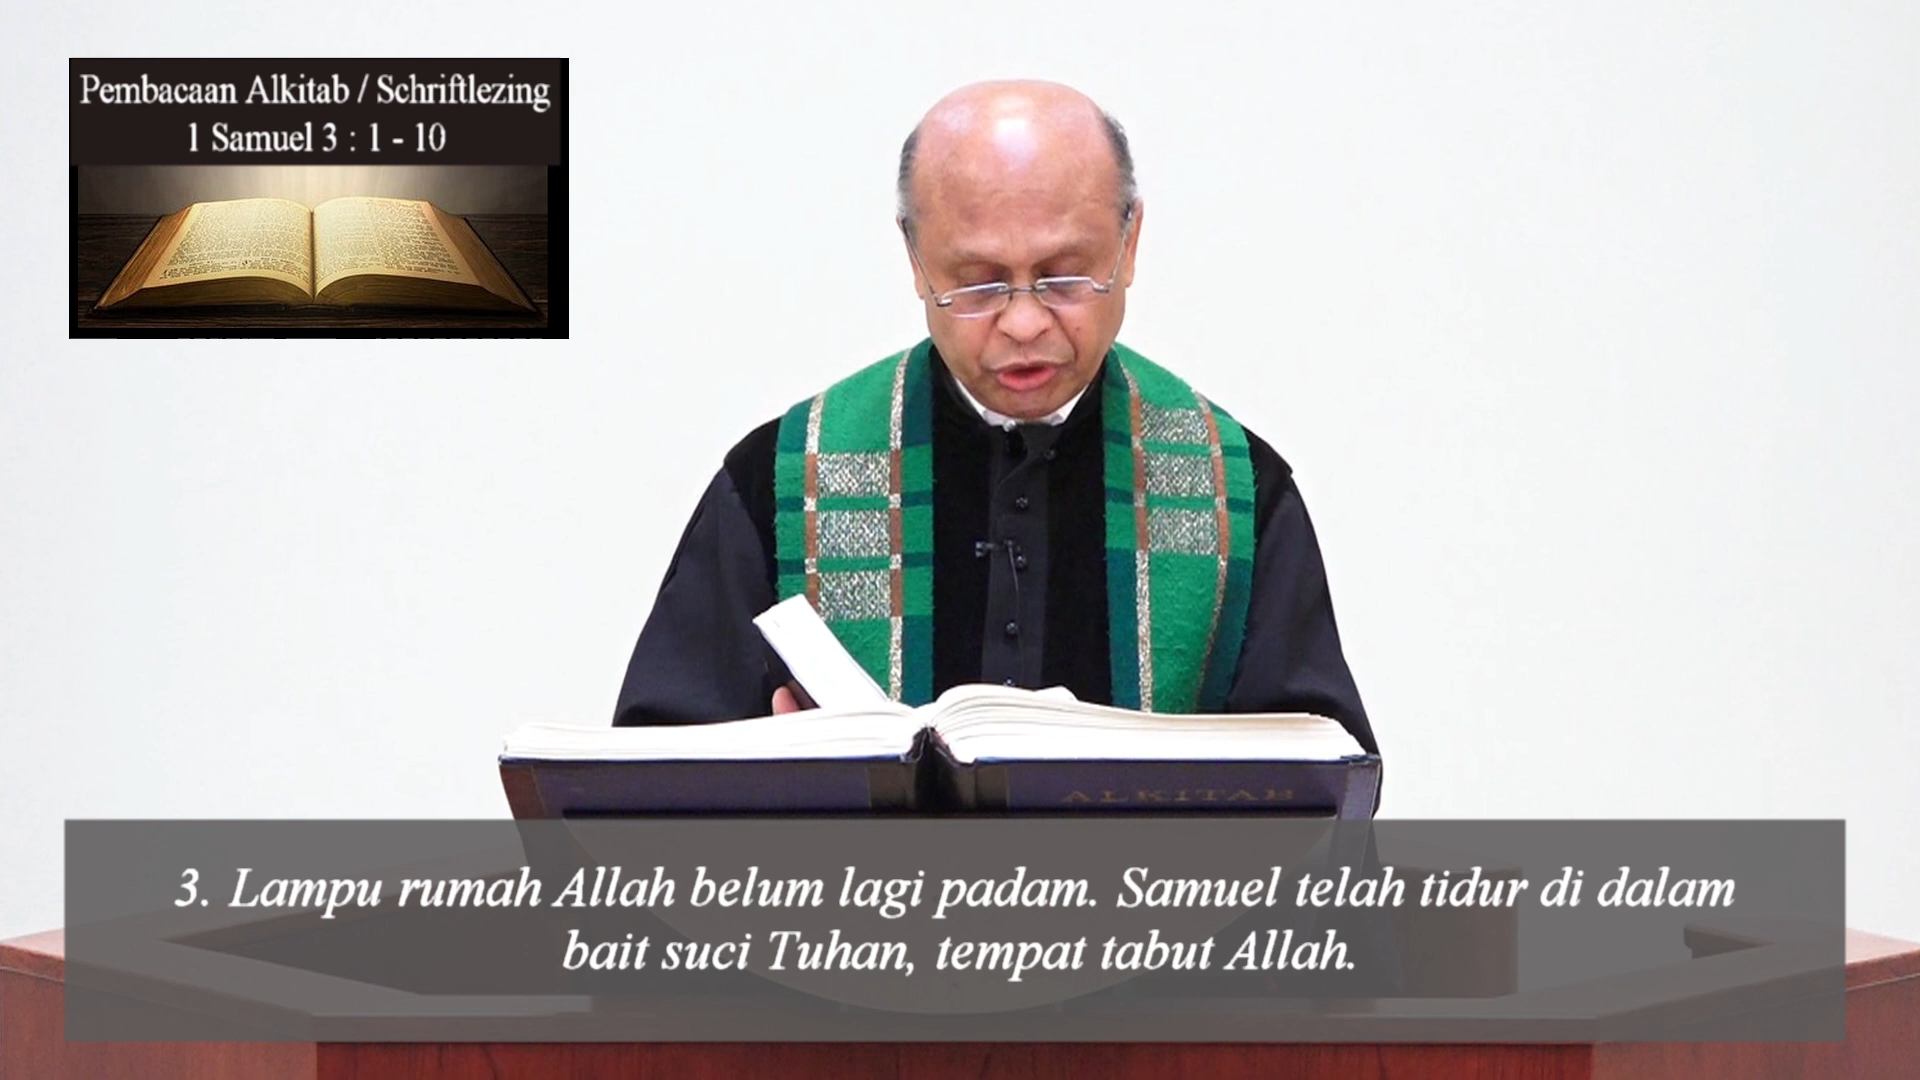 Pembacaan Alkitab / Schriftlezing
1 Samuel 3 : 1 - 10
ALKITAB
3. Lampu rumah Allah belum lagi padam. Samuel telah tidur di dalam
bait suci Tuhan, tempat tabut Allah.